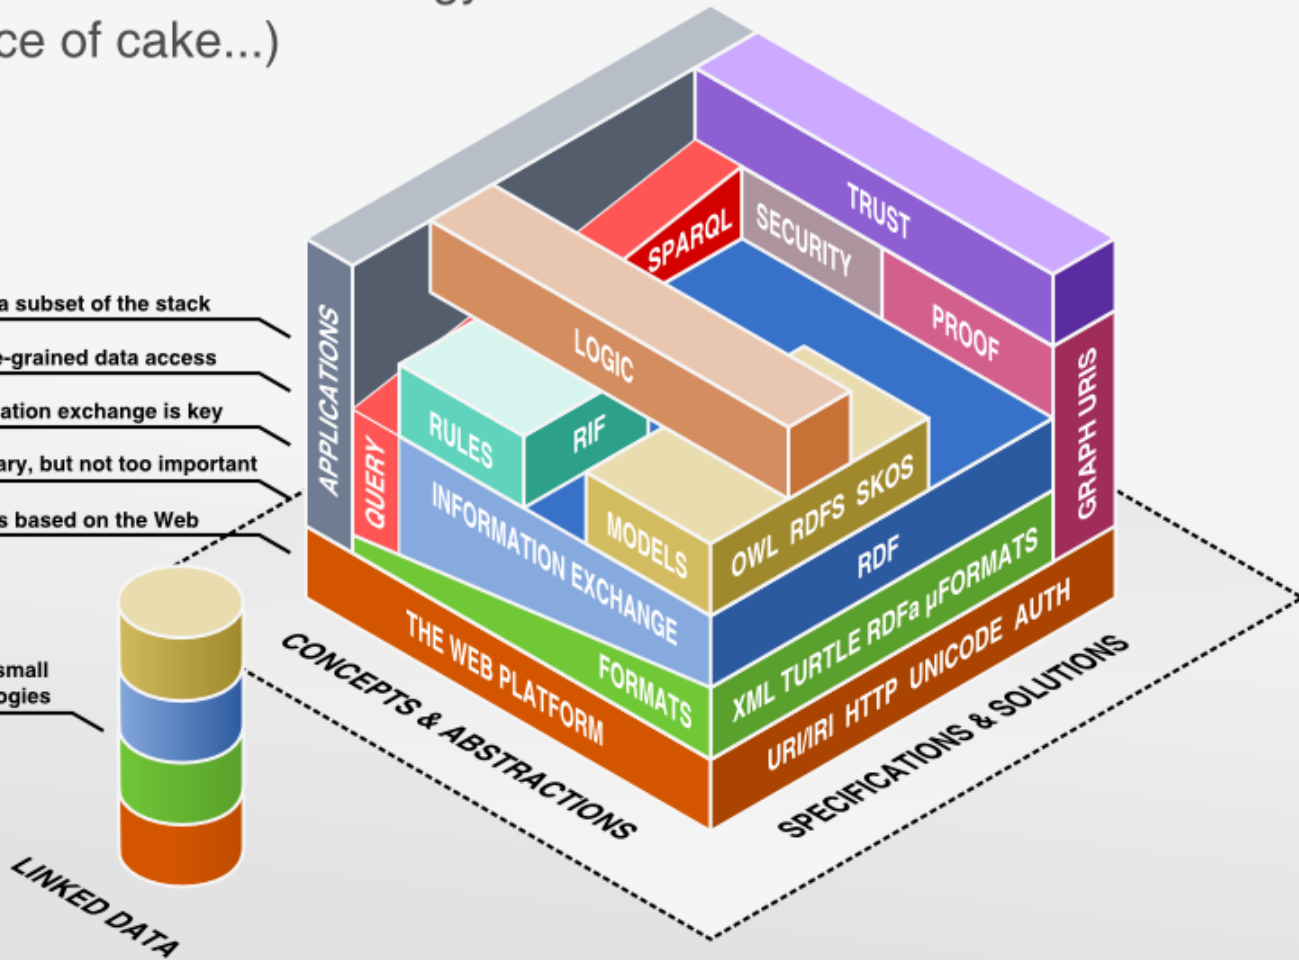 ce of cake...)
a subset of the stack
e-grained data access
ation exchange is key
ary, but not too important
s based on the Web
small
ogies
LINKED DATA
APPLICATIONS
TRUST
SPARQL
SECURITY
PROOF
LOGIC
GRAPH URIS
RULES
RIF
QUERY
INFORMATION EXCHANGE
MODELS
OWL RDFS SKOS
RDF
FORMATS
XML TURTLE RDFa µFORMATS
THE WEB PLATFORM
URI/IRI HTTP UNICODE AUTH
CONCEPTS & ABSTRACTIONS
SPECIFICATIONS & SOLUTIONS